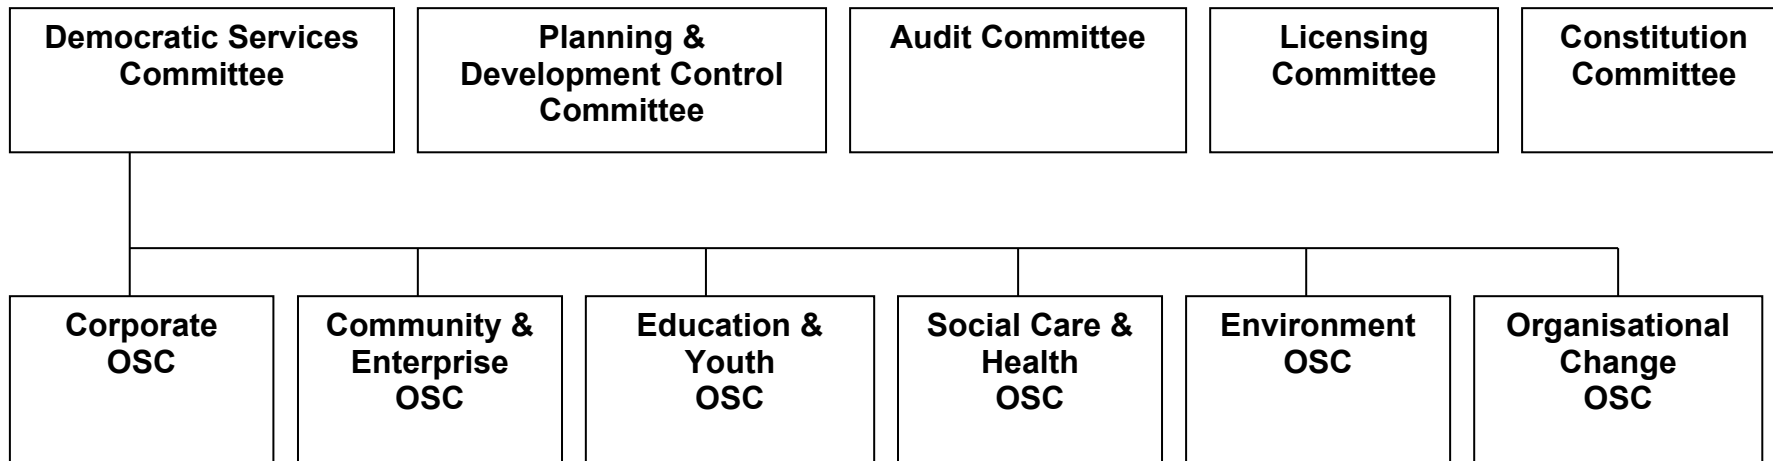 Democratic Services
Committee
Planning &
Development Control
Committee
Audit Committee
Licensing
Committee
Constitution
Committee
Corporate
OSC
Community &
Enterprise
OSC
Education &
Youth
OSC
Social Care &
Health
OSC
Environment
OSC
Organisational
Change
OSC